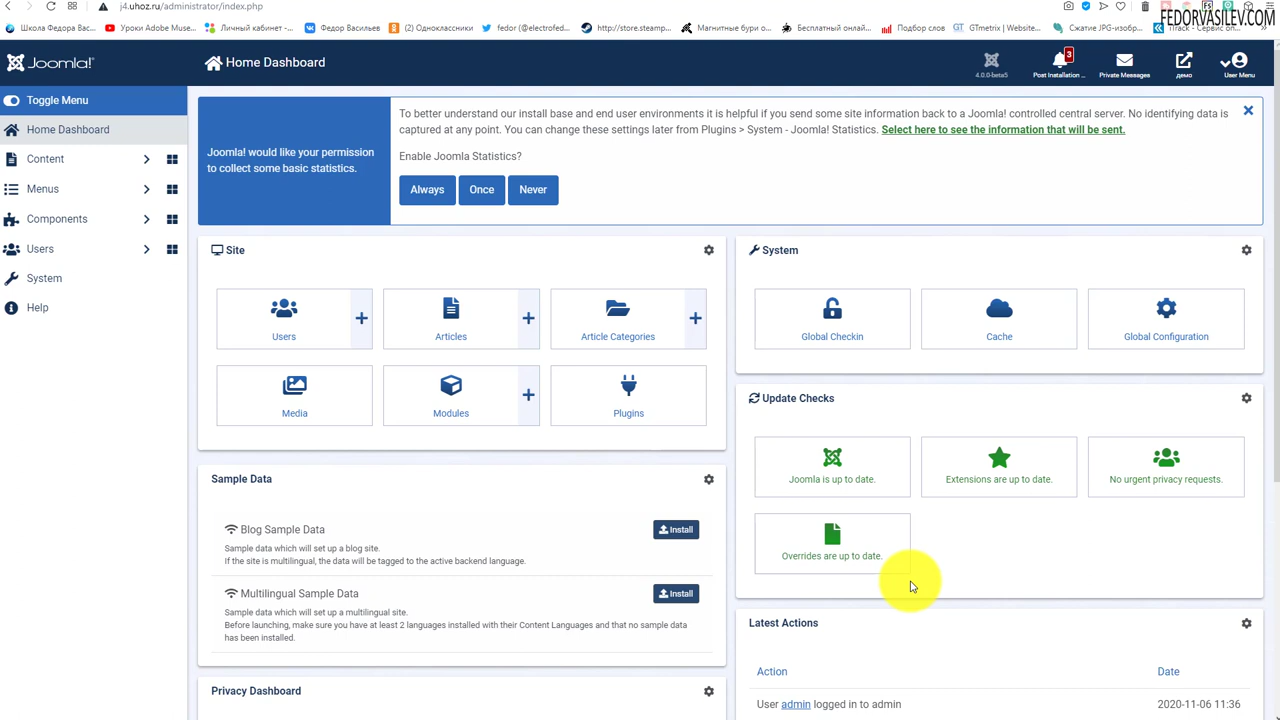 j4.uhoz.ru/administrator/index.php
FEDORVASILEV.COM
Школа Федора Вас...
Уроки Adobe Muse...
Личный кабинет -...
Федор Васильев
(2) Одноклассники
fedor (@electrofed...
http://store.steamp...
Магнитные бури о...
Бесплатный онлай...
Подбор слов
GTmetrix | Website...
Сжатие JPG-изобр...
Joomla!
Home Dashboard
4.0.0-beta5
3
Post Installation ...
Private Messages
демо
User Menu
Toggle Menu
Home Dashboard
Content
Menus
Components
Users
System
Help
Joomla! would like your permission
to collect some basic statistics.
To better understand our install base and end user environments it is helpful if you send some site information back to a Joomla! controlled central server. No identifying data is
captured at any point. You can change these settings later from Plugins > System - Joomla! Statistics. Select here to see the information that will be sent.
Enable Joomla Statistics?
Always
Once
Never
Site
Users
Articles
Article Categories
Media
Modules
Plugins
System
Global Checkin
Cache
Global Configuration
Update Checks
Joomla is up to date.
Extensions are up to date.
No urgent privacy requests.
Overrides are up to date.
Sample Data
Blog Sample Data
Install
Sample data which will set up a blog site.
If the site is multilingual, the data will be tagged to the active backend language.
Multilingual Sample Data
Install
Sample data which will set up a multilingual site.
Before launching, make sure you have at least 2 languages installed with their Content Languages and that no sample data
has been installed.
Privacy Dashboard
Latest Actions
Action
Date
User admin logged in to admin
2020-11-06 11:36